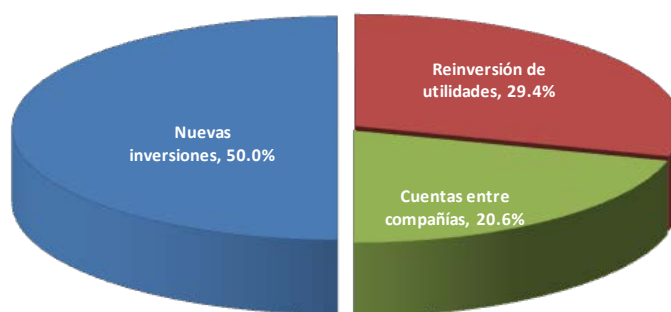 Reinversión de
utilidades, 29.4%
Nuevas
inversiones, 50.0%
Cuentas entre
compañías, 20.6%